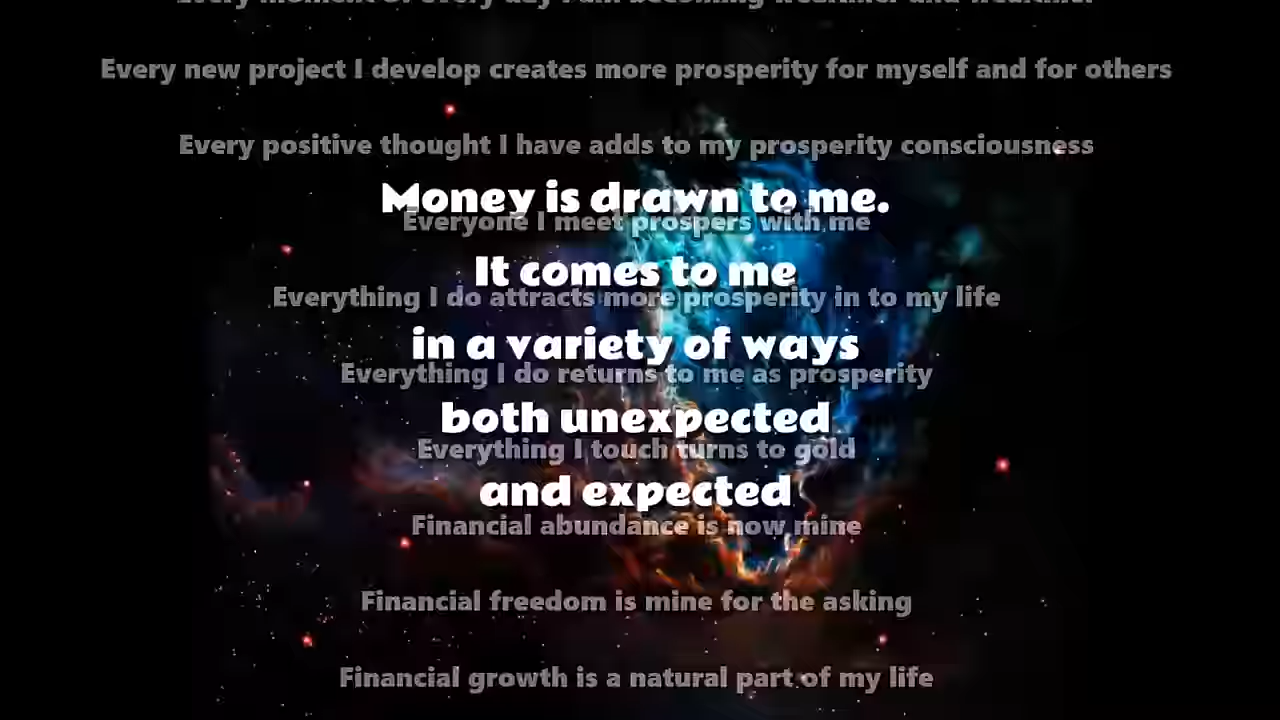 Every moment of every day I am becoming wealthier and wealthier
Every new project I develop creates more prosperity for myself and for others
Every positive thought I have adds to my prosperity consciousness
Money is drawn to me.
Everyone I meet prospers with me
It comes to me
Everything I do attracts more prosperity in to my life
in a variety of ways
Everything I do returns to me as prosperity
both unexpected
Everything I touch turns to gold
and expected
Financial abundance is now mine
Financial freedom is mine for the asking
Financial growth is a natural part of my life